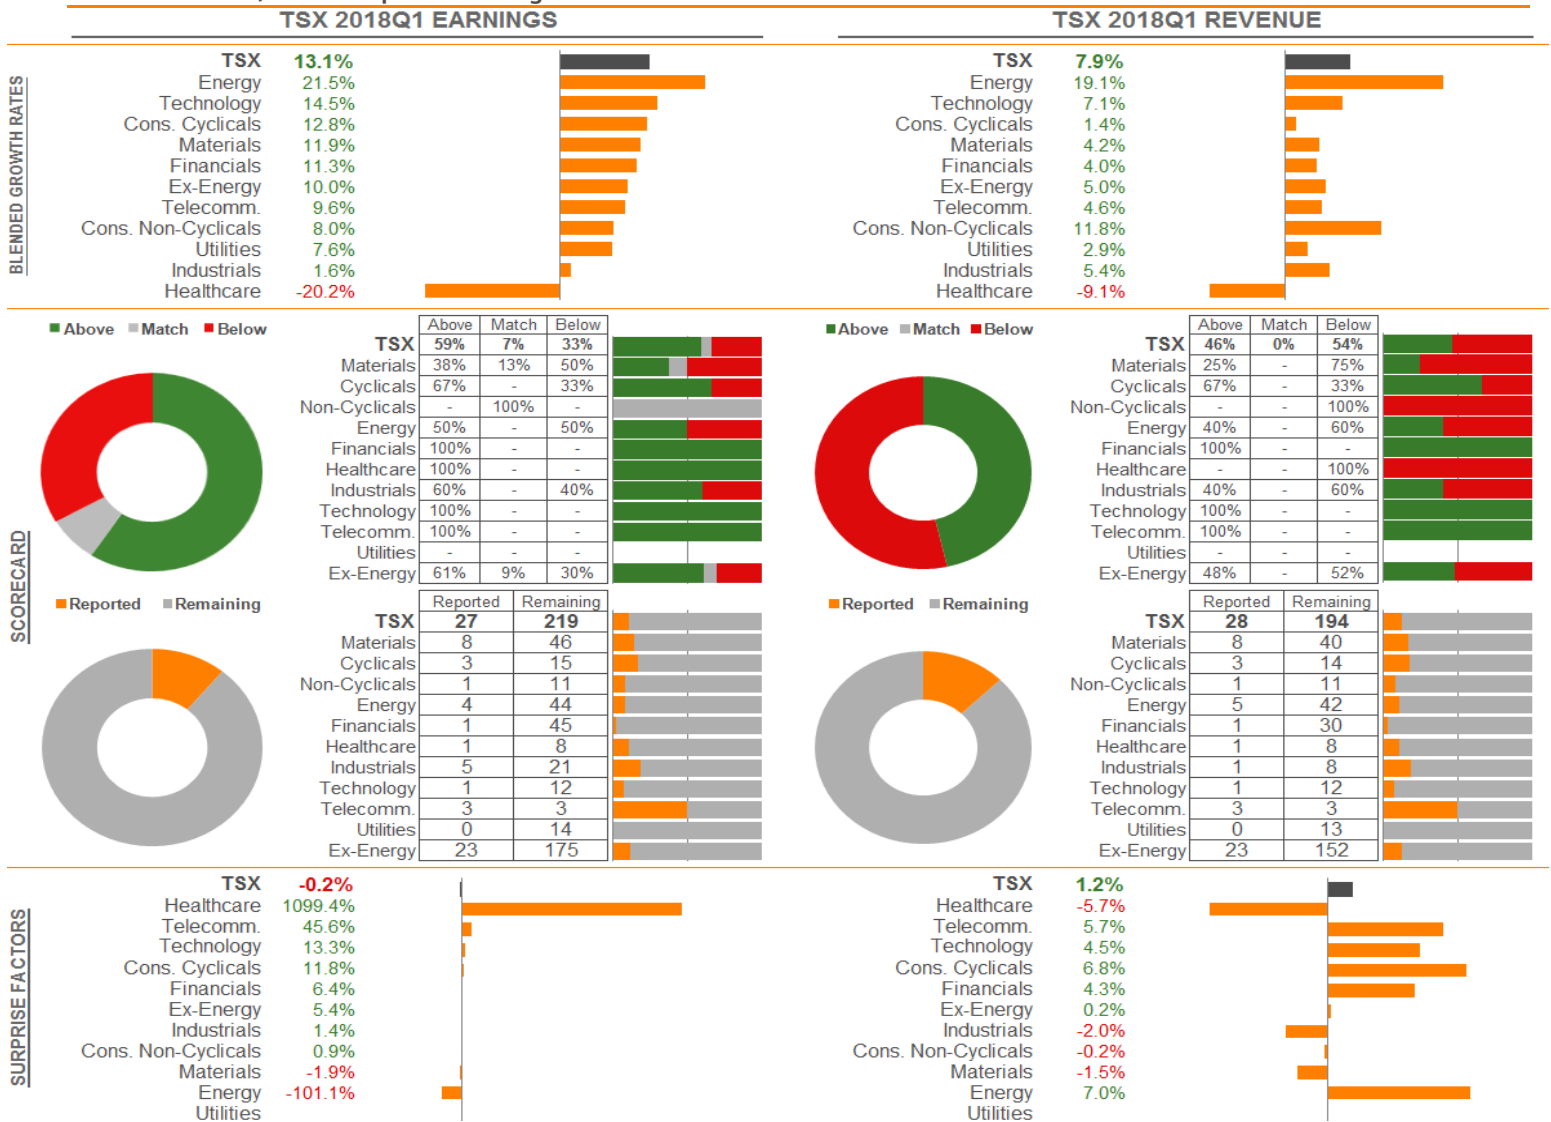 TSX 2018Q1 EARNINGS
BLENDED GROWTH RATES
TSX 13.1%
Energy 21.5%
Technology 14.5%
Cons. Cyclicals 12.8%
Materials 11.9%
Financials 11.3%
Ex-Energy 10.0%
Telecomm. 9.6%
Cons. Non-Cyclicals 8.0%
Utilities 7.6%
Industrials 1.6%
Healthcare -20.2%
TSX 2018Q1 REVENUE
TSX 7.9%
Energy 19.1%
Technology 7.1%
Cons. Cyclicals 1.4%
Materials 4.2%
Financials 4.0%
Ex-Energy 5.0%
Telecomm. 4.6%
Cons. Non-Cyclicals 11.8%
Utilities 2.9%
Industrials 5.4%
Healthcare -9.1%
SCORECARD
Above Match Below
Above Match Below
TSX 59% 7% 33%
Materials 38% 13% 50%
Cyclicals 67% - 33%
Non-Cyclicals - 100% -
Energy 50% - 50%
Financials 100% - -
Healthcare 100% - -
Industrials 60% - 40%
Technology 100% - -
Telecomm. 100% - -
Utilities - - -
Ex-Energy 61% 9% 30%
Above Match Below
Above Match Below
TSX 46% 0% 54%
Materials 25% - 75%
Cyclicals 67% - 33%
Non-Cyclicals - - 100%
Energy 40% - 60%
Financials 100% - -
Healthcare - - 100%
Industrials 40% - 60%
Technology 100% - -
Telecomm. 100% - -
Utilities - - -
Ex-Energy 48% - 52%
Reported Remaining
Reported Remaining
TSX 27 219
Materials 8 46
Cyclicals 3 15
Non-Cyclicals 1 11
Energy 4 44
Financials 1 45
Healthcare 1 8
Industrials 5 21
Technology 1 12
Telecomm. 3 3
Utilities 0 14
Ex-Energy 23 175
Reported Remaining
Reported Remaining
TSX 28 194
Materials 8 40
Cyclicals 3 14
Non-Cyclicals 1 11
Energy 5 42
Financials 1 30
Healthcare 1 8
Industrials 1 8
Technology 1 12
Telecomm. 3 3
Utilities 0 13
Ex-Energy 23 152
SURPRISE FACTORS
TSX -0.2%
Healthcare 1099.4%
Telecomm. 45.6%
Technology 13.3%
Cons. Cyclicals 11.8%
Financials 6.4%
Ex-Energy 5.4%
Industrials 1.4%
Cons. Non-Cyclicals 0.9%
Materials -1.9%
Energy -101.1%
Utilities
TSX 1.2%
Healthcare -5.7%
Telecomm. 5.7%
Technology 4.5%
Cons. Cyclicals 6.8%
Financials 4.3%
Ex-Energy 0.2%
Industrials -2.0%
Cons. Non-Cyclicals -0.2%
Materials -1.5%
Energy 7.0%
Utilities